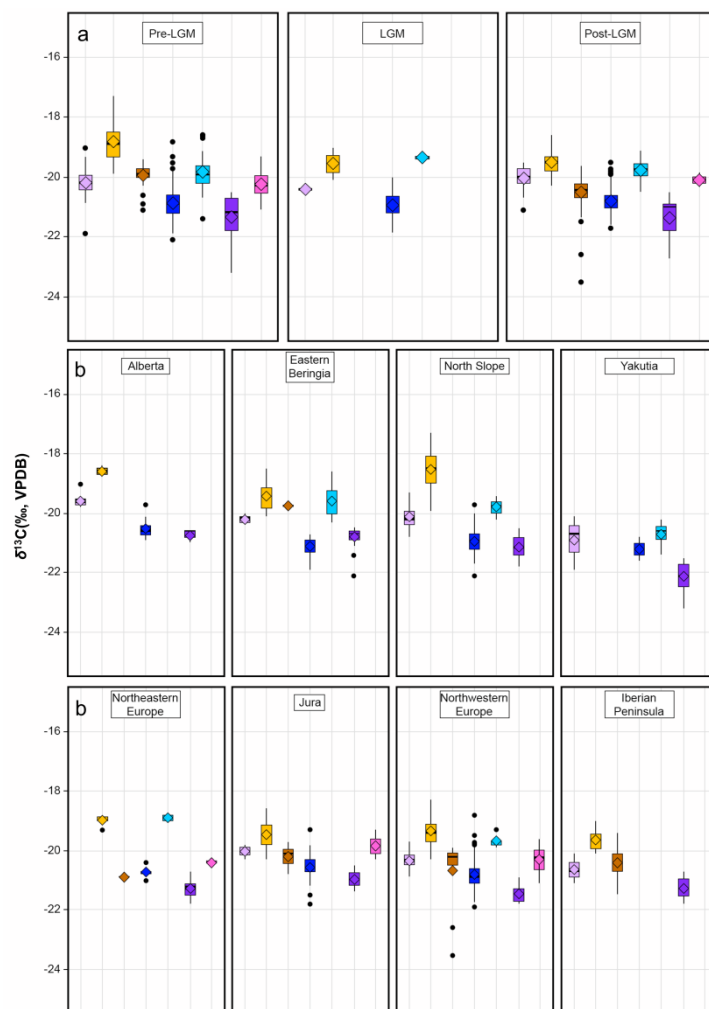 a
Pre-LGM
LGM
Post-LGM
-16
-18
-20
-22
-24
b
Alberta
Eastern
Beringia
North Slope
Yakutia
-16
-18
-20
-22
-24
δ¹³C(‰, VPDB)
b
Northeastern
Europe
Jura
Northwestern
Europe
Iberian
Peninsula
-16
-18
-20
-22
-24